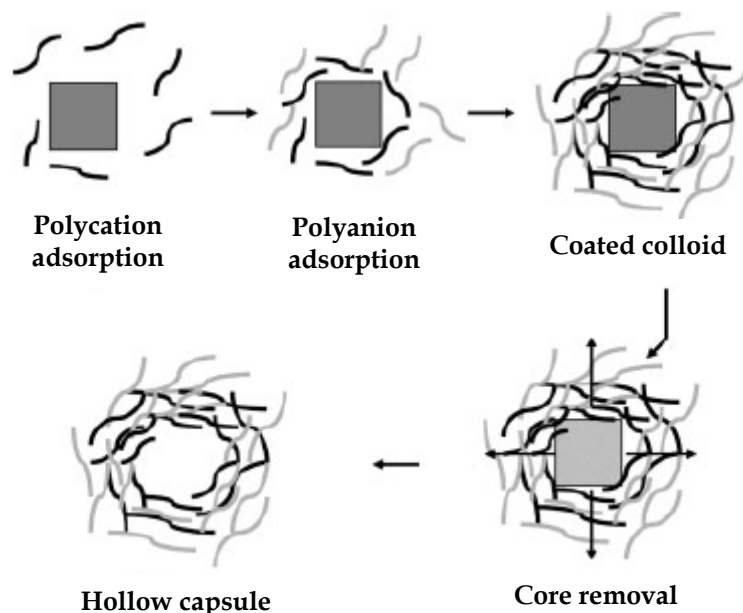 Polycation
adsorption
Polyanion
adsorption
Coated colloid
Hollow capsule
Core removal